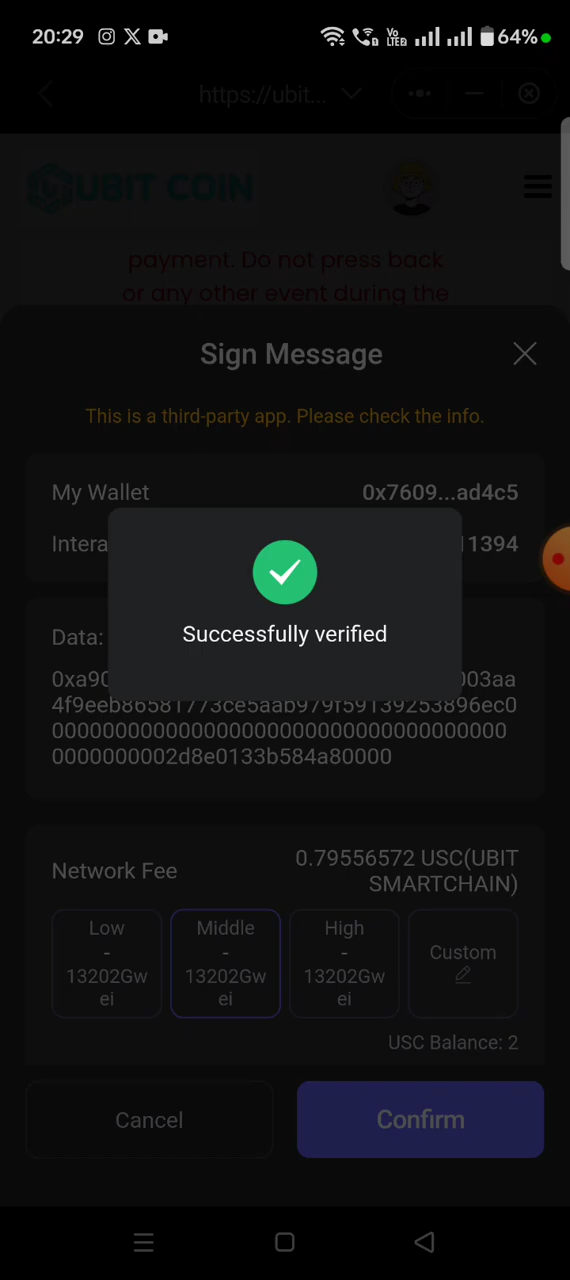 20:29
Vo
LTE2
64%
https://ubit...
UBIT COIN
payment. Do not press back
or any other event during the
Sign Message
This is a third-party app. Please check the info.
My Wallet 0x7609...ad4c5
Intera 11394
Successfully verified
Data:
0xa90 003aa
4f9eeb86581773ce5aab979f59139253896ec0
00000000000000000000000000000000000
0000000002d8e0133b584a80000
Network Fee
0.79556572 USC(UBIT
SMARTCHAIN)
Low
-
13202Gw
ei
Middle
-
13202Gw
ei
High
-
13202Gw
ei
Custom
USC Balance: 2
Cancel
Confirm